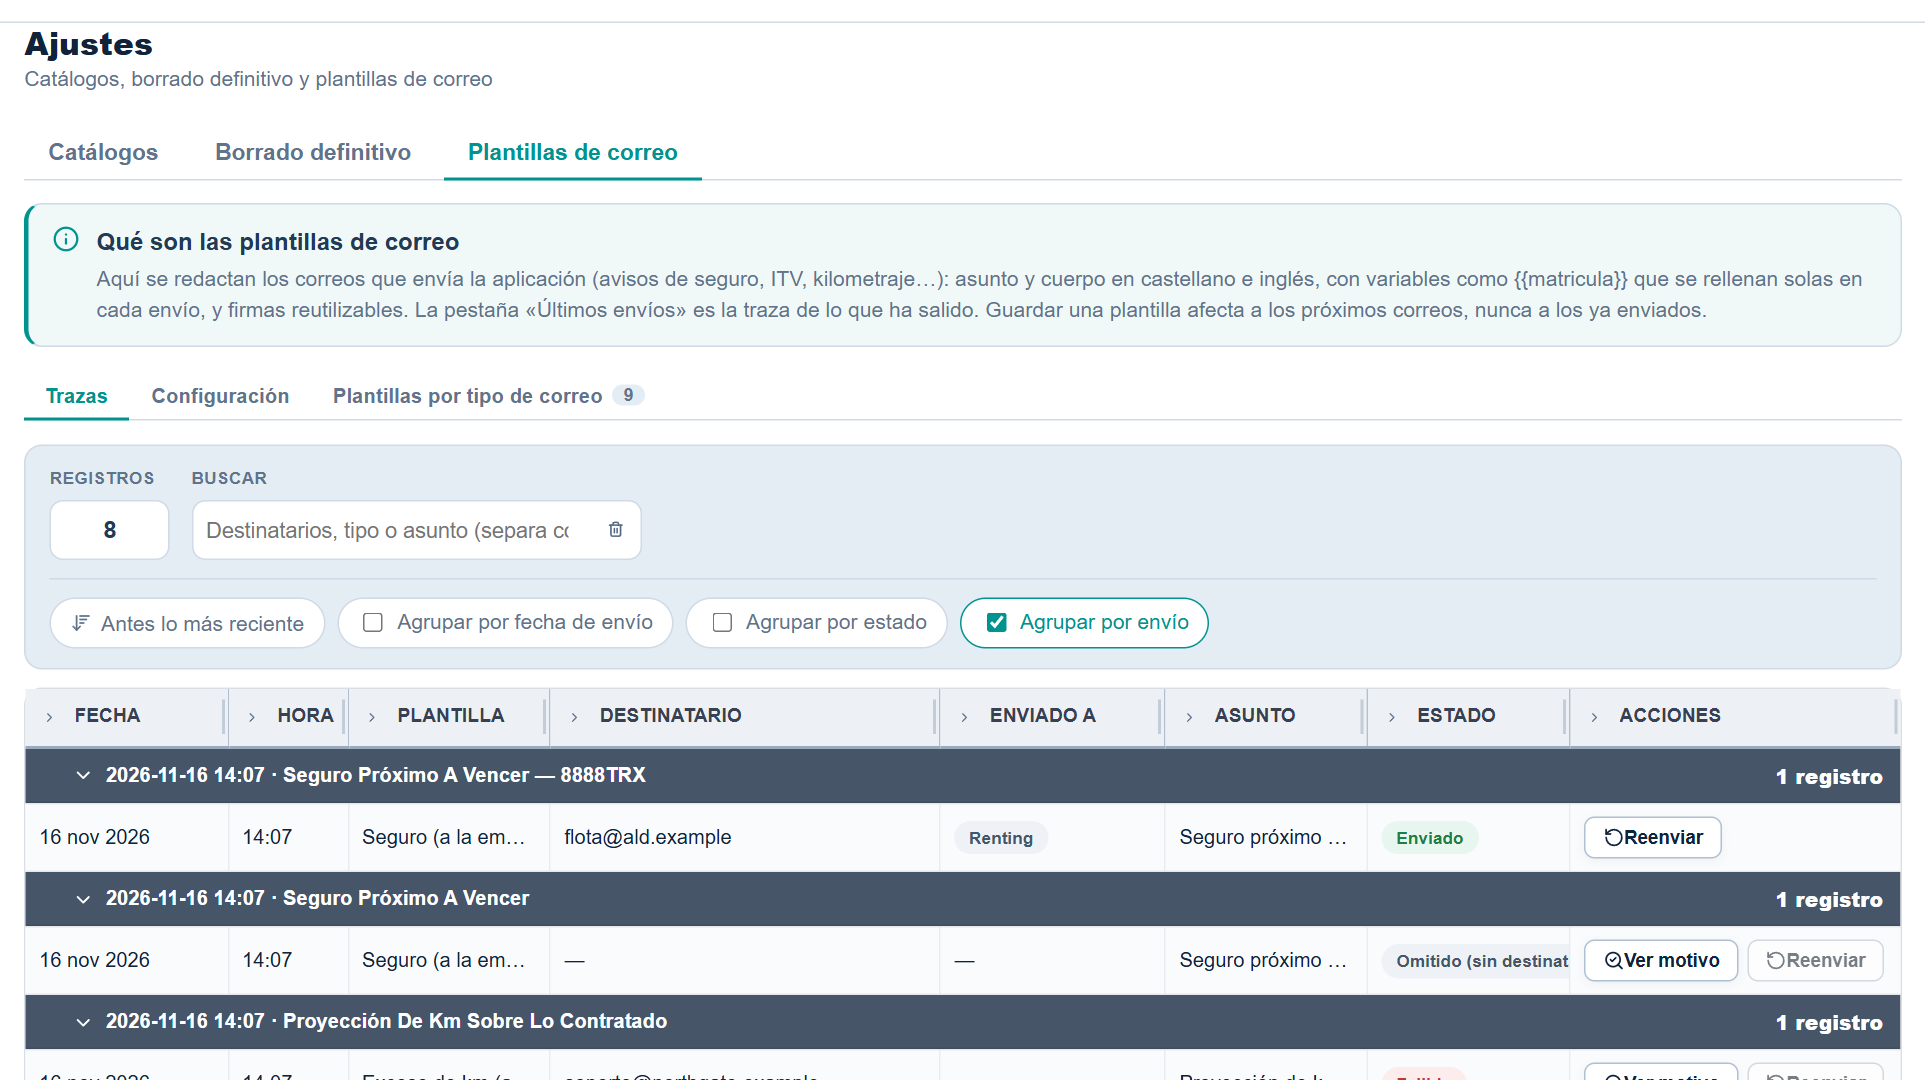 Ajustes
Catálogos, borrado definitivo y plantillas de correo
Catálogos Borrado definitivo Plantillas de correo
Qué son las plantillas de correo
Aquí se redactan los correos que envía la aplicación (avisos de seguro, ITV, kilometraje…): asunto y cuerpo en castellano e inglés, con variables como {{matricula}} que se rellenan solas en
cada envío, y firmas reutilizables. La pestaña «Últimos envíos» es la traza de lo que ha salido. Guardar una plantilla afecta a los próximos correos, nunca a los ya enviados.
Trazas Configuración Plantillas por tipo de correo 9
REGISTROS BUSCAR
8 Destinatarios, tipo o asunto (separa co
Antes lo más reciente Agrupar por fecha de envío Agrupar por estado Agrupar por envío
FECHA HORA PLANTILLA DESTINATARIO ENVIADO A ASUNTO ESTADO ACCIONES
2026-11-16 14:07 · Seguro Próximo A Vencer — 8888TRX 1 registro
16 nov 2026 14:07 Seguro (a la em… flota@ald.example Renting Seguro próximo … Enviado Reenviar
2026-11-16 14:07 · Seguro Próximo A Vencer 1 registro
16 nov 2026 14:07 Seguro (a la em… — — Seguro próximo … Omitido (sin destinat Ver motivo Reenviar
2026-11-16 14:07 · Proyección De Km Sobre Lo Contratado 1 registro